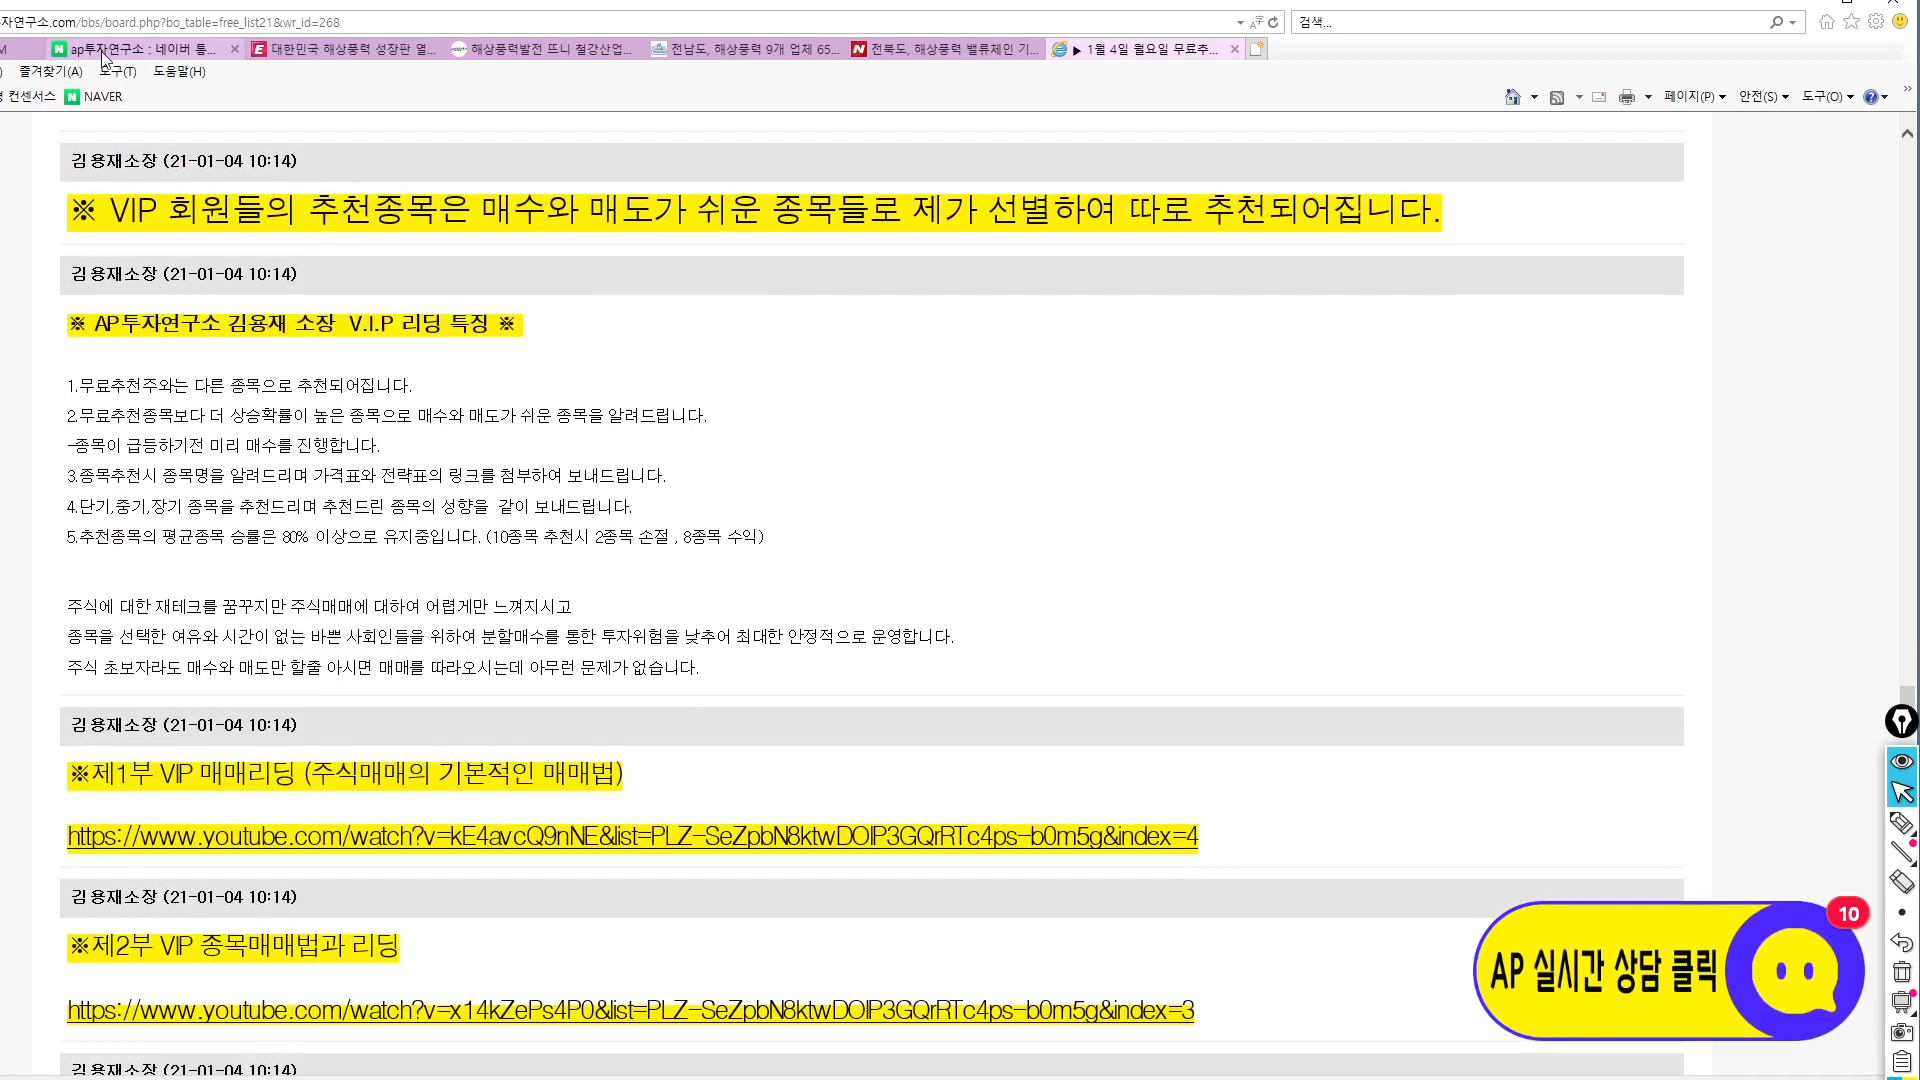 자연구소.com/bbs/board.php?bo_table=free_list21&wr_id=268
검색...
ap투자연구소 : 네이버 통...
대한민국 해상풍력 성장판 열...
해상풍력발전 뜨니 철강산업...
전남도, 해상풍력 9개 업체 65...
전북도, 해상풍력 밸류체인 기...
▶ 1월 4일 월요일 무료추...
즐겨찾기(A) 도구(T) 도움말(H)
컨센서스 NAVER
페이지(P) 안전(S) 도구(O)
김용재소장 (21-01-04 10:14)
※ VIP 회원들의 추천종목은 매수와 매도가 쉬운 종목들로 제가 선별하여 따로 추천되어집니다.
김용재소장 (21-01-04 10:14)
※ AP투자연구소 김용재 소장 V.I.P 리딩 특징 ※
1.무료추천주와는 다른 종목으로 추천되어집니다.
2.무료추천종목보다 더 상승확률이 높은 종목으로 매수와 매도가 쉬운 종목을 알려드립니다.
-종목이 급등하기전 미리 매수를 진행합니다.
3.종목추천시 종목명을 알려드리며 가격표와 전략표의 링크를 첨부하여 보내드립니다.
4.단기,중기,장기 종목을 추천드리며 추천드린 종목의 성향을 같이 보내드립니다.
5.추천종목의 평균종목 승률은 80% 이상으로 유지중입니다. (10종목 추천시 2종목 손절 , 8종목 수익)
주식에 대한 재테크를 꿈꾸지만 주식매매에 대하여 어렵게만 느껴지시고
종목을 선택한 여유와 시간이 없는 바쁜 사회인들을 위하여 분할매수를 통한 투자위험을 낮추어 최대한 안정적으로 운영합니다.
주식 초보자라도 매수와 매도만 할줄 아시면 매매를 따라오시는데 아무런 문제가 없습니다.
김용재소장 (21-01-04 10:14)
※제1부 VIP 매매리딩 (주식매매의 기본적인 매매법)
https://www.youtube.com/watch?v=kE4avcQ9nNE&list=PLZ-SeZpbN8ktwDOIP3GQrRTc4ps-b0m5g&index=4
김용재소장 (21-01-04 10:14)
※제2부 VIP 종목매매법과 리딩
https://www.youtube.com/watch?v=x14kZePs4P0&list=PLZ-SeZpbN8ktwDOIP3GQrRTc4ps-b0m5g&index=3
AP 실시간 상담 클릭
10
김용재소장 (21-01-04 10:14)